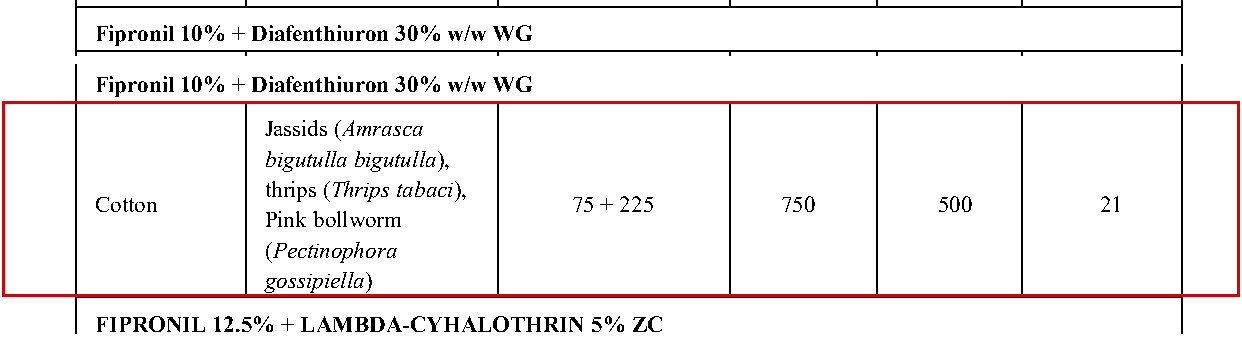 Fipronil 10% + Diafenthiuron 30% w/w WG
Fipronil 10% + Diafenthiuron 30% w/w WG
Jassids (Amrasca
bigutulla bigutulla),
thrips (Thrips tabaci),
Cotton 75 + 225 750 500 21
Pink bollworm
(Pectinophora
gossipiella)
FIPRONIL 12.5% + LAMBDA-CYHALOTHRIN 5% ZC